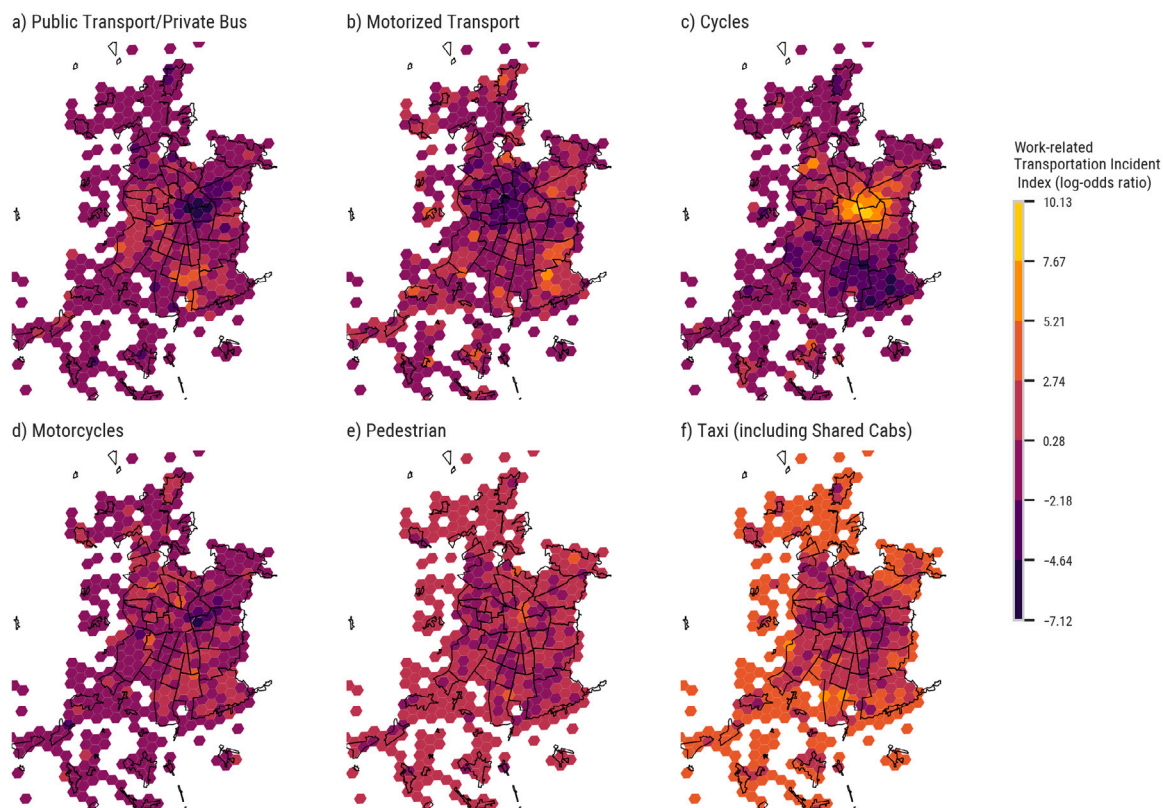 a) Public Transport/Private Bus
b) Motorized Transport
c) Cycles
Work-related
Transportation Incident
Index (log-odds ratio)
10.13
7.67
5.21
2.74
0.28
-2.18
-4.64
-7.12
d) Motorcycles
e) Pedestrian
f) Taxi (including Shared Cabs)